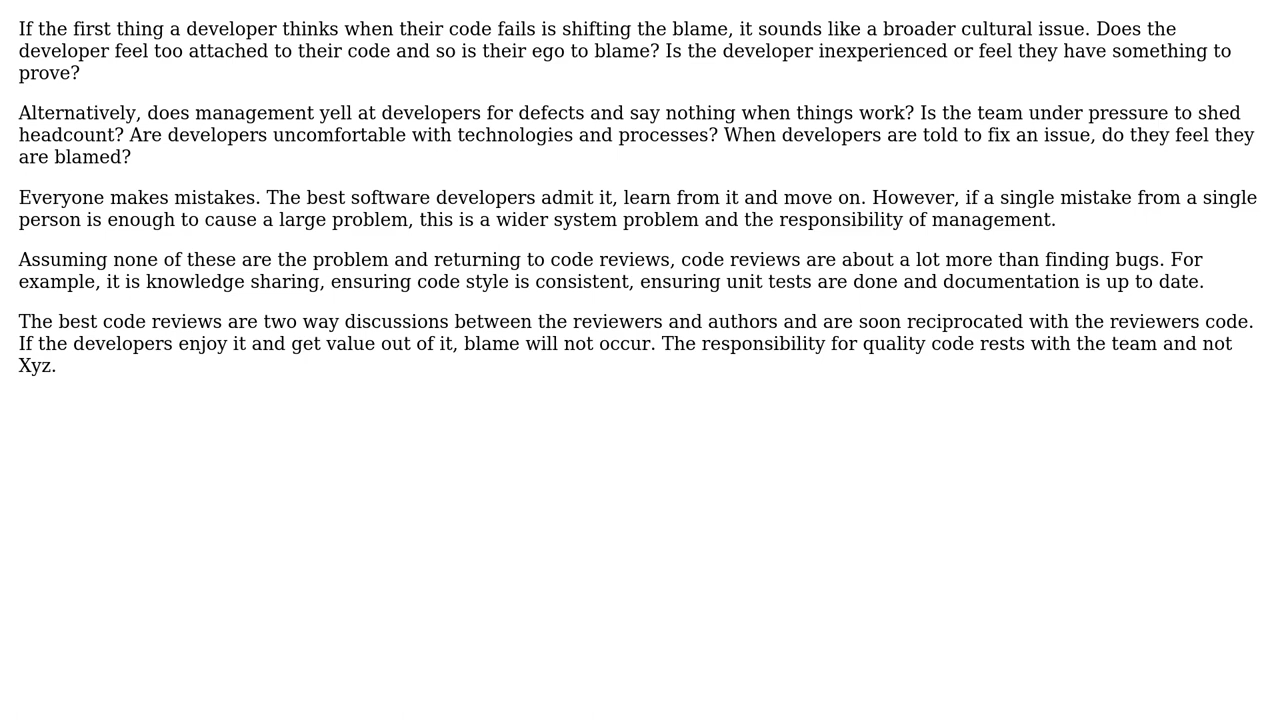 If the first thing a developer thinks when their code fails is shifting the blame, it sounds like a broader cultural issue. Does the
developer feel too attached to their code and so is their ego to blame? Is the developer inexperienced or feel they have something to
prove?
Alternatively, does management yell at developers for defects and say nothing when things work? Is the team under pressure to shed
headcount? Are developers uncomfortable with technologies and processes? When developers are told to fix an issue, do they feel they
are blamed?
Everyone makes mistakes. The best software developers admit it, learn from it and move on. However, if a single mistake from a single
person is enough to cause a large problem, this is a wider system problem and the responsibility of management.
Assuming none of these are the problem and returning to code reviews, code reviews are about a lot more than finding bugs. For
example, it is knowledge sharing, ensuring code style is consistent, ensuring unit tests are done and documentation is up to date.
The best code reviews are two way discussions between the reviewers and authors and are soon reciprocated with the reviewers code.
If the developers enjoy it and get value out of it, blame will not occur. The responsibility for quality code rests with the team and not
Xyz.